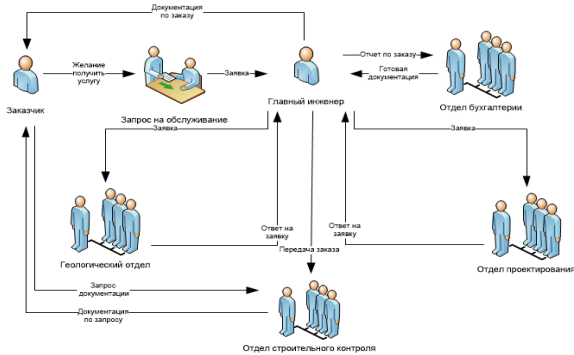 Документация
по заказу
Желание
получить
услугу
Заявка
Отчет по заказу
Готовая
документация
Заказчик
Главный инженер
Отдел бухгалтерии
Запрос на обслуживание
Заявка
Заявка
Ответ на
заявку
Ответ на
заявку
Передача заказа
Геологический отдел
Отдел проектирования
Запрос
документации
Документация
по запросу
Отдел строительного контроля